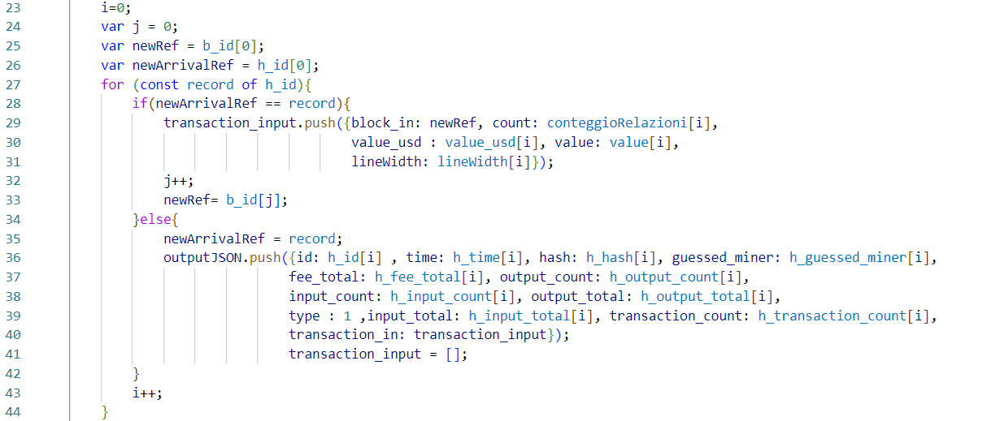 23 i=0;
24 var j = 0;
25 var newRef = b_id[0];
26 var newArrivalRef = h_id[0];
27 for (const record of h_id){
28 if(newArrivalRef == record){
29 transaction_input.push({block_in: newRef, count: conteggioRelazioni[i],
30 value_usd : value_usd[i], value: value[i],
31 lineWidth: lineWidth[i]});
32 j++;
33 newRef= b_id[j];
34 }else{
35 newArrivalRef = record;
36 outputJSON.push({id: h_id[i] , time: h_time[i], hash: h_hash[i], guessed_miner: h_guessed_miner[i],
37 fee_total: h_fee_total[i], output_count: h_output_count[i],
38 input_count: h_input_count[i], output_total: h_output_total[i],
39 type : 1 ,input_total: h_input_total[i], transaction_count: h_transaction_count[i],
40 transaction_in: transaction_input});
41 transaction_input = [];
42 }
43 i++;
44 }